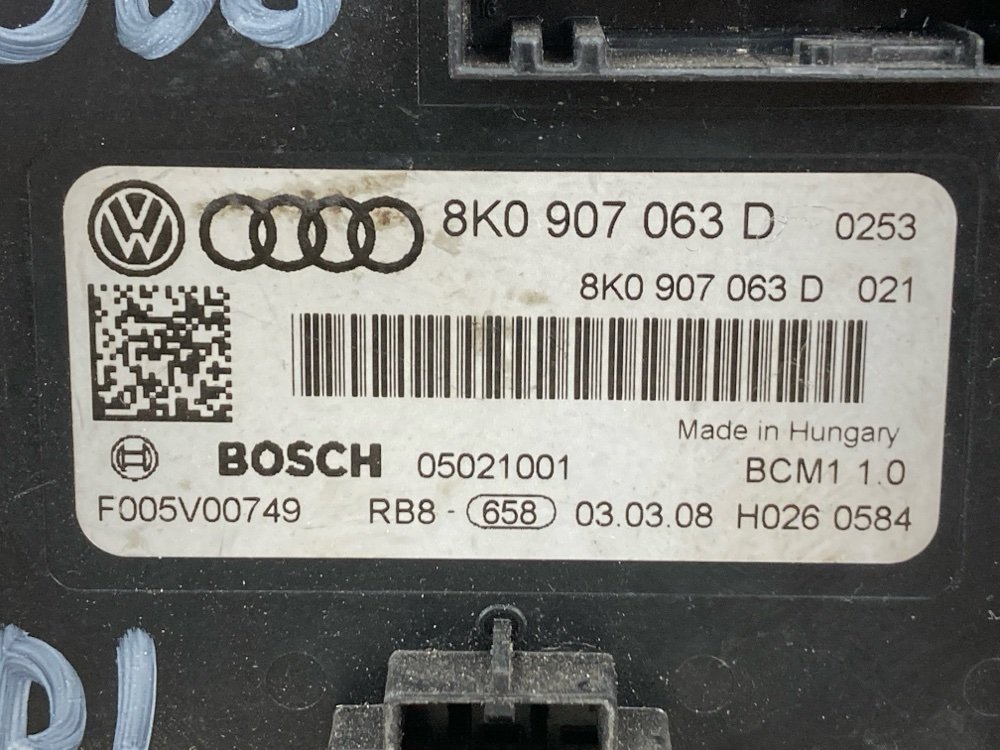 8K0 907 063 D 0253
8K0 907 063 D 021
Made in Hungary
BOSCH 05021001 BCM1 1.0
F005V00749 RB8 - 658 03.03.08 H026 0584